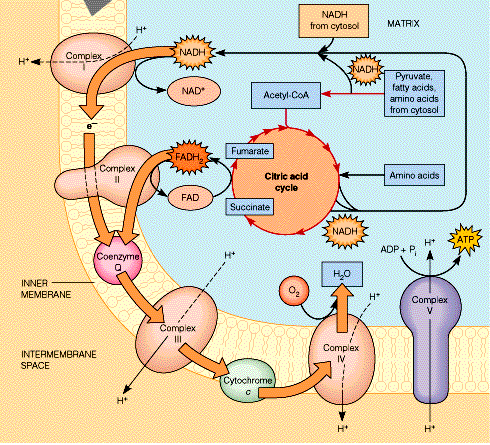 NADH
from cytosol
MATRIX
H⁺
H⁺
Complex
I
NADH
NADH
NAD⁺
Acetyl-CoA
Pyruvate,
fatty acids,
amino acids
from cytosol
e⁻
Complex
II
FADH₂
Fumarate
FAD
Citric acid
cycle
Amino acids
Succinate
NADH
Coenzyme
Q
ADP + Pᵢ
H⁺
ATP
H⁺
H₂O
O₂
H⁺
INNER
MEMBRANE
Complex
III
Complex
IV
Complex
V
INTERMEMBRANE
SPACE
Cytochrome
c
H⁺
H⁺
H⁺